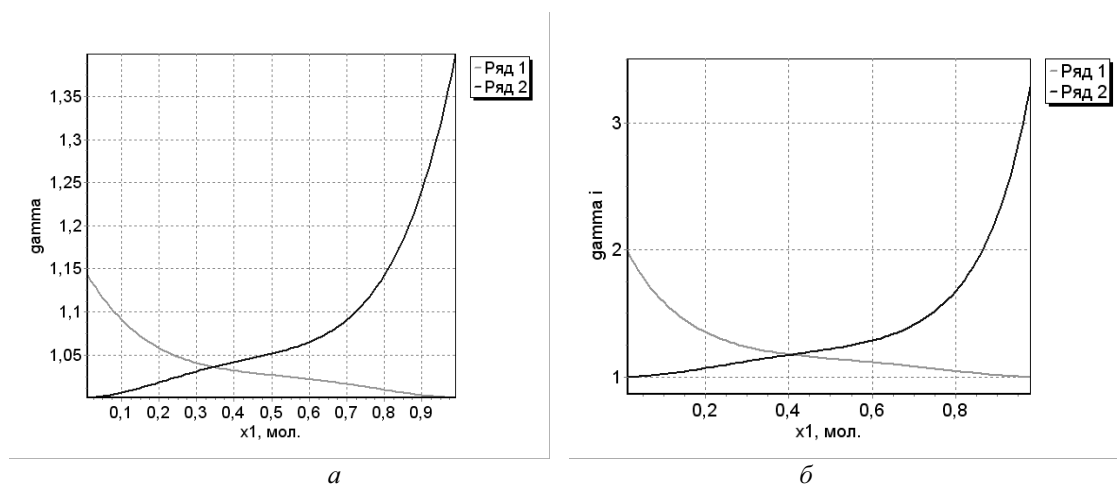 Ряд 1
Ряд 2
gamma
1,35
1,3
1,25
1,2
1,15
1,1
1,05
0,1 0,2 0,3 0,4 0,5 0,6 0,7 0,8 0,9
x1, мол.
а
Ряд 1
Ряд 2
gamma i
3
2
1
0,2 0,4 0,6 0,8
x1, мол.
б